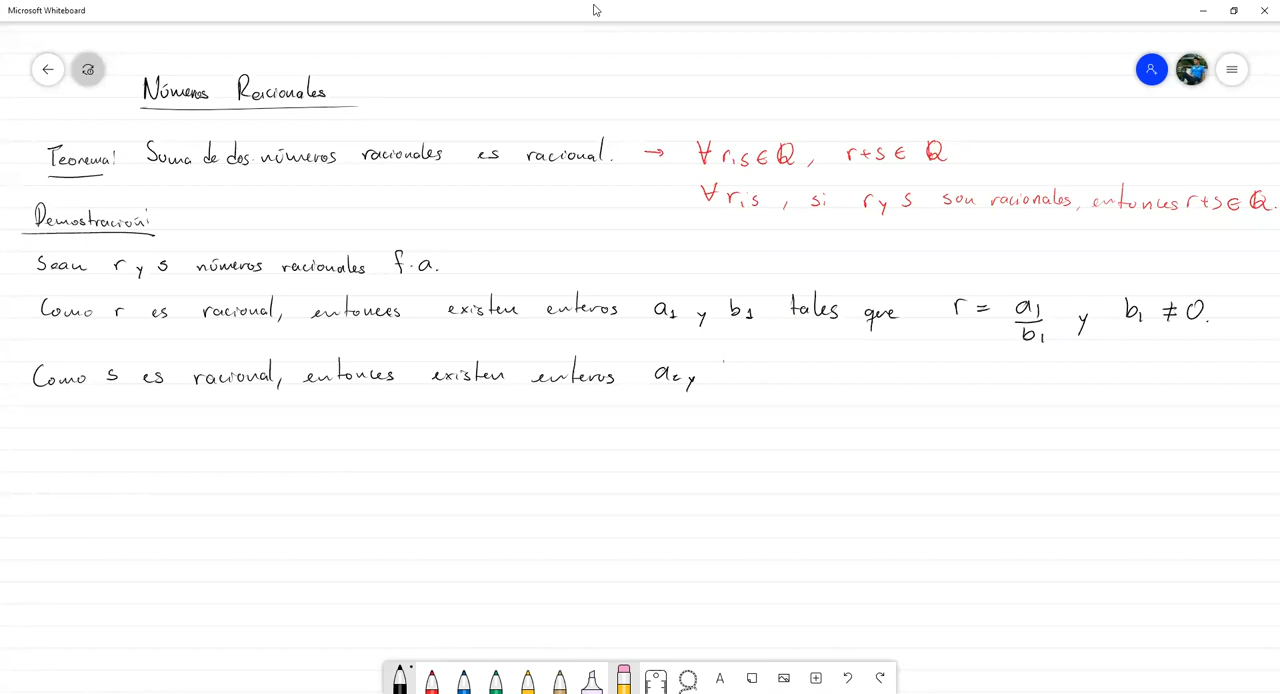 Microsoft Whiteboard
Números Racionales
Teorema: Suma de dos números racionales es racional. → ∀ r,s ∈ ℚ, r+s ∈ ℚ
∀ r,s, si r y s son racionales, entonces r+s ∈ ℚ.
Demostración:
Sean r y s números racionales f.a.
Como r es racional, entonces existen enteros a₁ y b₁ tales que r = a₁/b₁ y b₁ ≠ 0.
Como s es racional, entonces existen enteros a₂ y
A